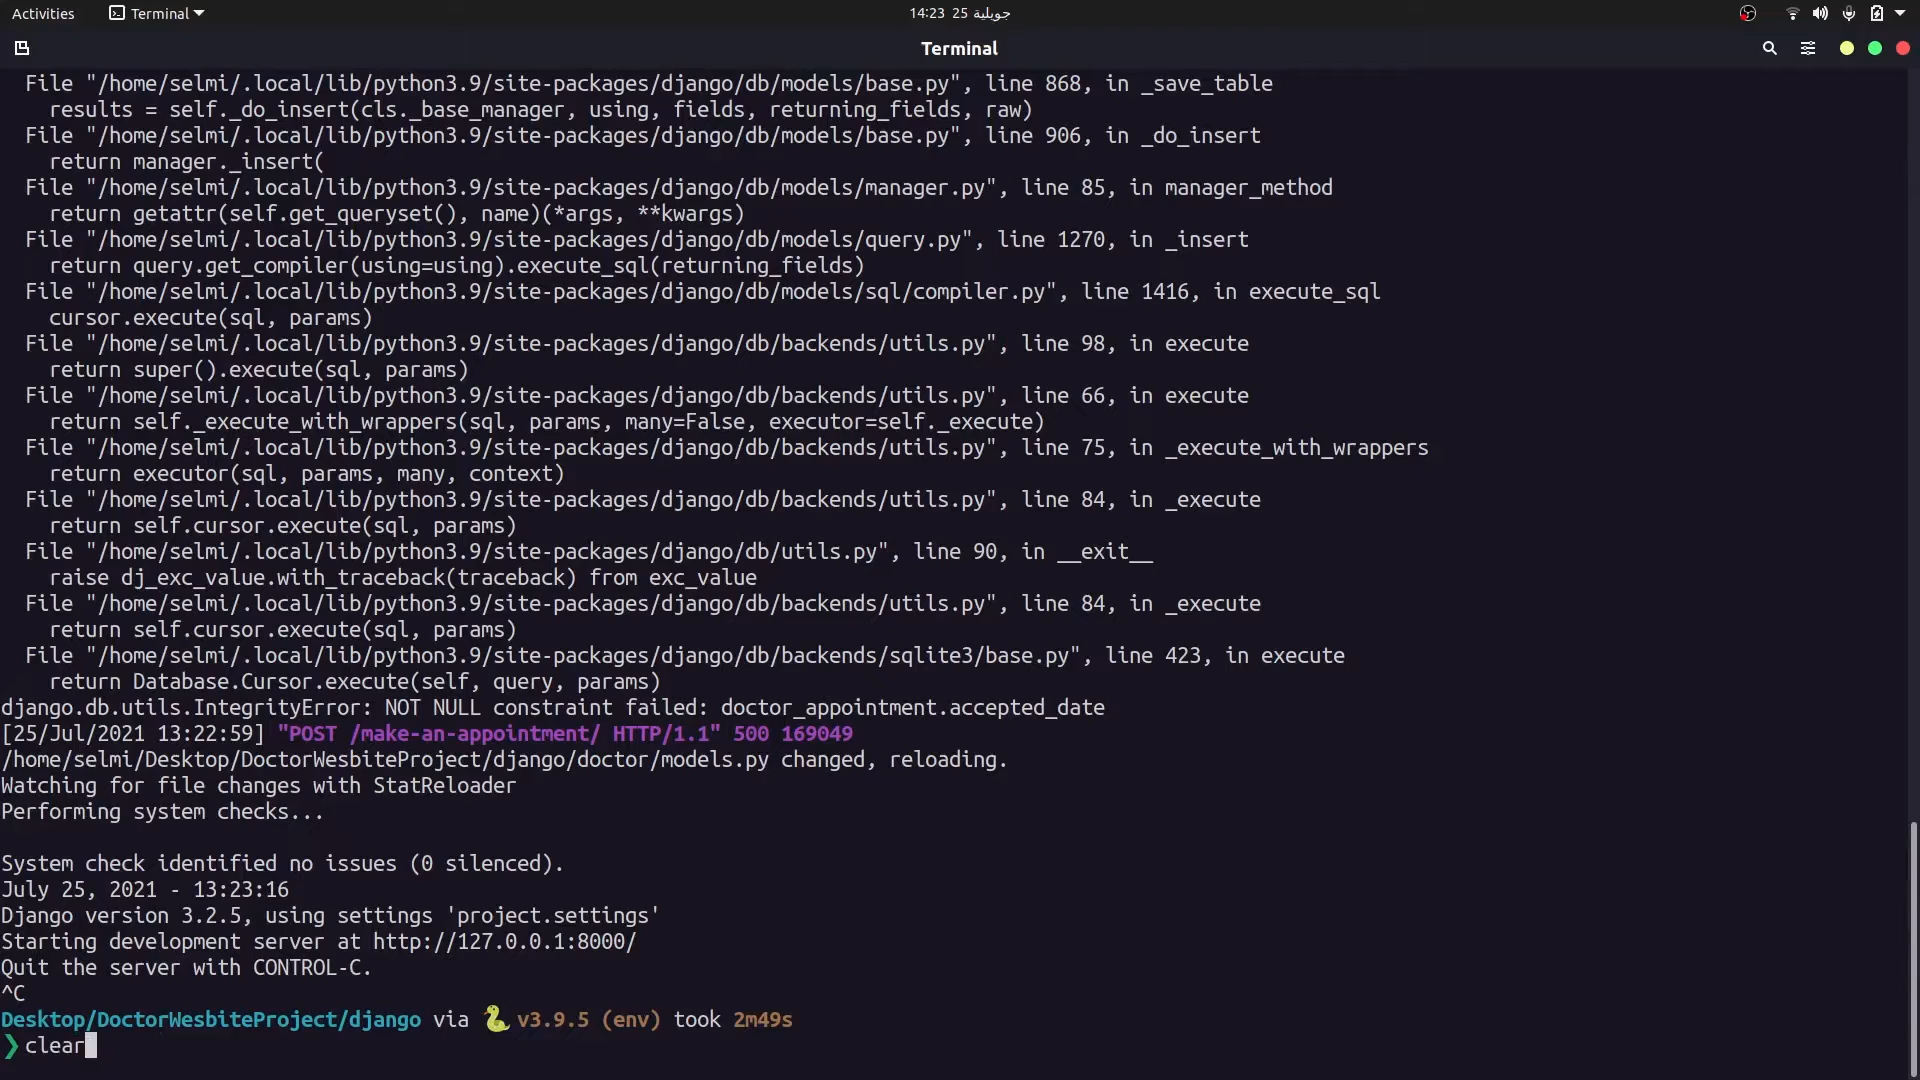 Activities Terminal 14:23 25 جويلية
Terminal
File "/home/selmi/.local/lib/python3.9/site-packages/django/db/models/base.py", line 868, in _save_table
results = self._do_insert(cls._base_manager, using, fields, returning_fields, raw)
File "/home/selmi/.local/lib/python3.9/site-packages/django/db/models/base.py", line 906, in _do_insert
return manager._insert(
File "/home/selmi/.local/lib/python3.9/site-packages/django/db/models/manager.py", line 85, in manager_method
return getattr(self.get_queryset(), name)(*args, **kwargs)
File "/home/selmi/.local/lib/python3.9/site-packages/django/db/models/query.py", line 1270, in _insert
return query.get_compiler(using=using).execute_sql(returning_fields)
File "/home/selmi/.local/lib/python3.9/site-packages/django/db/models/sql/compiler.py", line 1416, in execute_sql
cursor.execute(sql, params)
File "/home/selmi/.local/lib/python3.9/site-packages/django/db/backends/utils.py", line 98, in execute
return super().execute(sql, params)
File "/home/selmi/.local/lib/python3.9/site-packages/django/db/backends/utils.py", line 66, in execute
return self._execute_with_wrappers(sql, params, many=False, executor=self._execute)
File "/home/selmi/.local/lib/python3.9/site-packages/django/db/backends/utils.py", line 75, in _execute_with_wrappers
return executor(sql, params, many, context)
File "/home/selmi/.local/lib/python3.9/site-packages/django/db/backends/utils.py", line 84, in _execute
return self.cursor.execute(sql, params)
File "/home/selmi/.local/lib/python3.9/site-packages/django/db/utils.py", line 90, in __exit__
raise dj_exc_value.with_traceback(traceback) from exc_value
File "/home/selmi/.local/lib/python3.9/site-packages/django/db/backends/utils.py", line 84, in _execute
return self.cursor.execute(sql, params)
File "/home/selmi/.local/lib/python3.9/site-packages/django/db/backends/sqlite3/base.py", line 423, in execute
return Database.Cursor.execute(self, query, params)
django.db.utils.IntegrityError: NOT NULL constraint failed: doctor_appointment.accepted_date
[25/Jul/2021 13:22:59] "POST /make-an-appointment/ HTTP/1.1" 500 169049
/home/selmi/Desktop/DoctorWesbiteProject/django/doctor/models.py changed, reloading.
Watching for file changes with StatReloader
Performing system checks...
System check identified no issues (0 silenced).
July 25, 2021 - 13:23:16
Django version 3.2.5, using settings 'project.settings'
Starting development server at http://127.0.0.1:8000/
Quit the server with CONTROL-C.
^C
Desktop/DoctorWesbiteProject/django via 🐍 v3.9.5 (env) took 2m49s
❯ clear